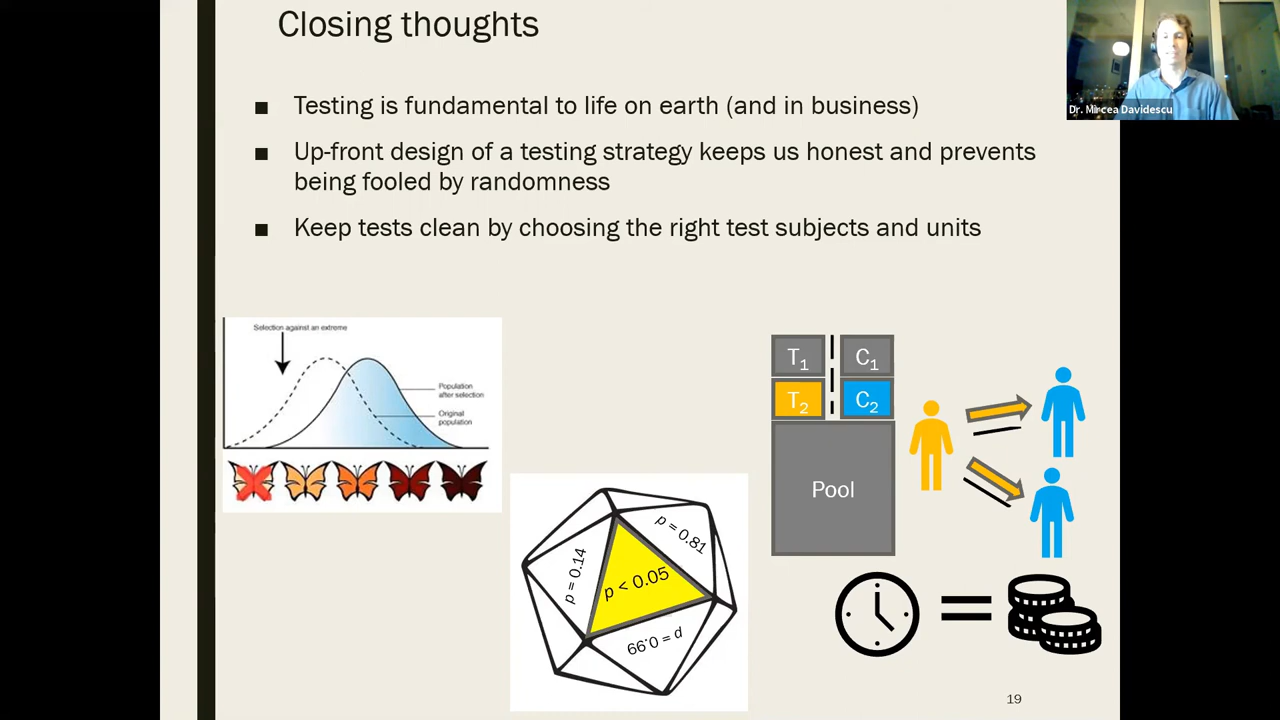 Closing thoughts
Dr. Mircea Davidescu
■ Testing is fundamental to life on earth (and in business)
■ Up-front design of a testing strategy keeps us honest and prevents
being fooled by randomness
■ Keep tests clean by choosing the right test subjects and units
Selection against an extreme
Population
after selection
Original
population
T1 C1
T2 C2
Pool
p = 0.81
p = 0.14
p < 0.05
p = 0.99
19